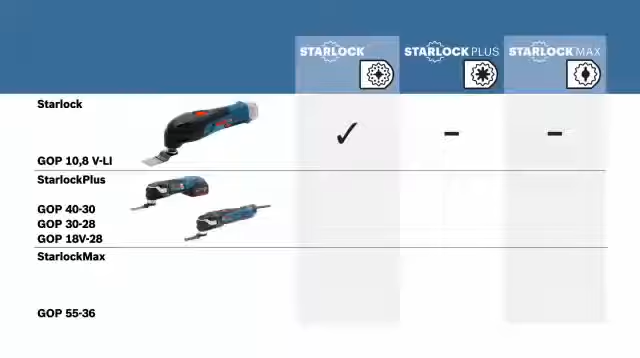 STARLOCK STARLOCK PLUS STARLOCK MAX
Starlock
GOP 10,8 V-LI
StarlockPlus
GOP 40-30
GOP 30-28
GOP 18V-28
StarlockMax
GOP 55-36